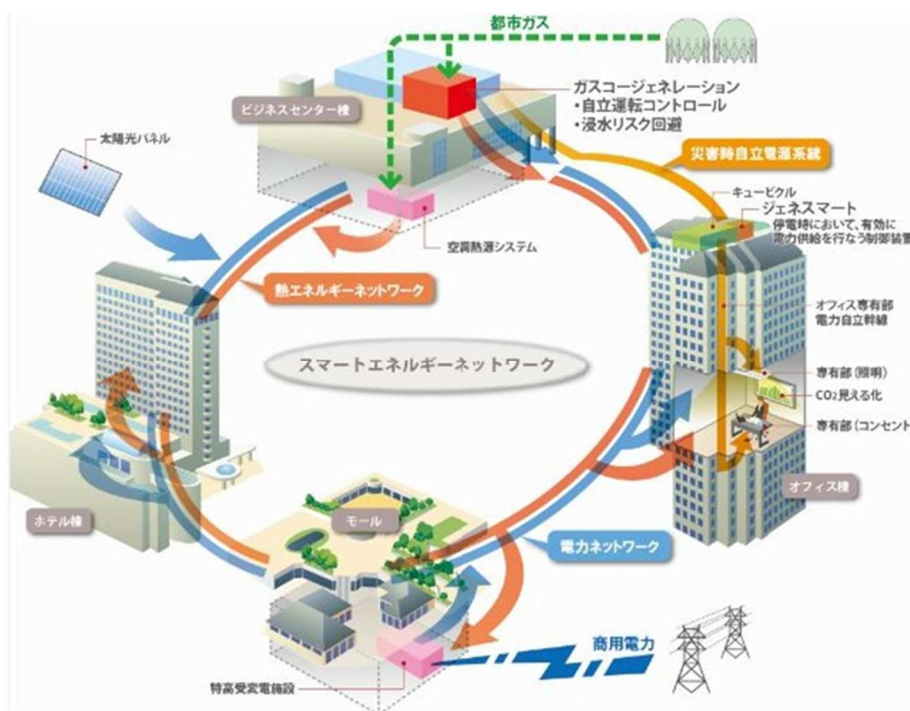 都市ガス
ガスコージェネレーション
・自立運転コントロール
・浸水リスク回避
ビジネスセンター棟
太陽光パネル
災害時自立電源系統
キュービクル
ジェネスマート
停電時において、有効に
電力供給を行なう制御装置
空調熱源システム
熱エネルギーネットワーク
オフィス専有部
電力自立幹線
スマートエネルギーネットワーク
専有部(照明)
CO2見える化
専有部(コンセント
オフィス棟
ホテル棟
モール
電力ネットワーク
商用電力
特高受変電施設